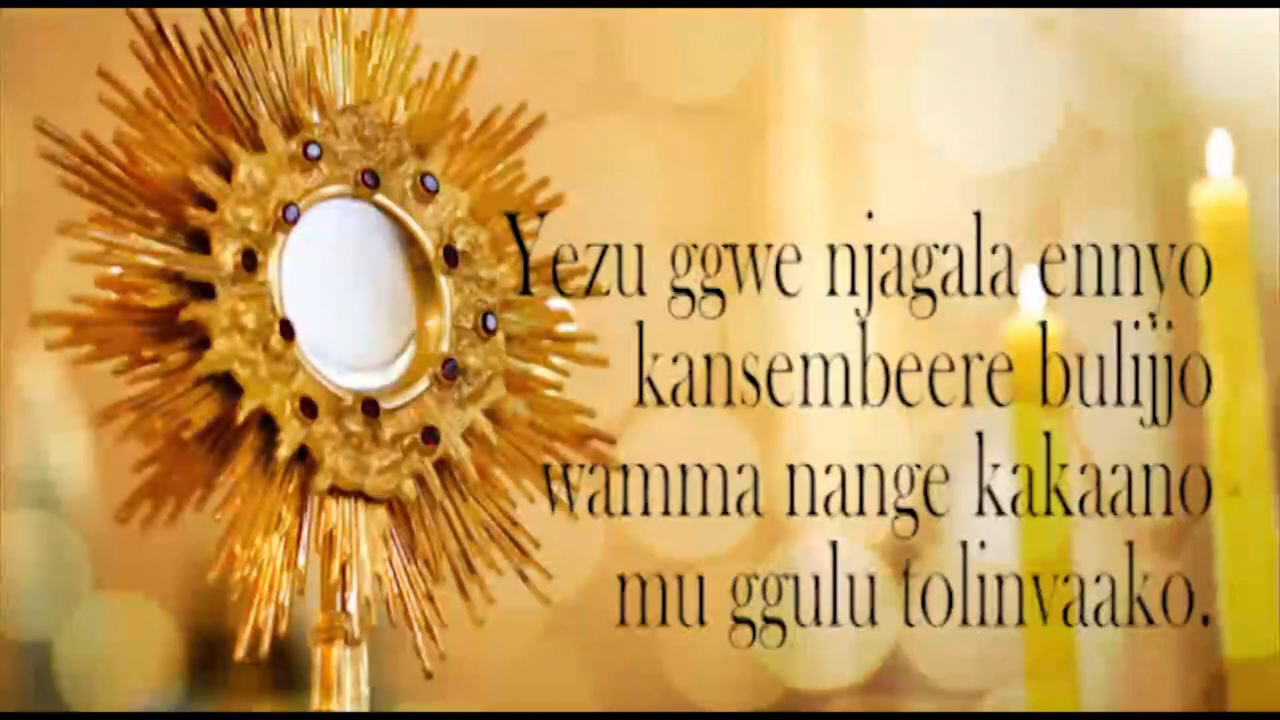 Yezu ggwe njagala ennyo
kansembeere bulijjo
wamma nange kakaano
mu ggulu tolinvaako.